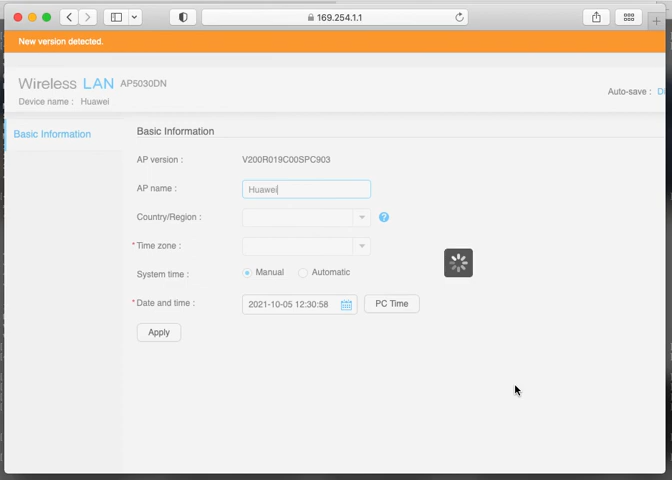 169.254.1.1
New version detected.
Wireless LAN AP5030DN
Device name : Huawei
Auto-save :
Basic Information
Basic Information
AP version : V200R019C00SPC903
AP name : Huawei
Country/Region : ?
* Time zone :
System time : Manual Automatic
* Date and time : 2021-10-05 12:30:58 PC Time
Apply